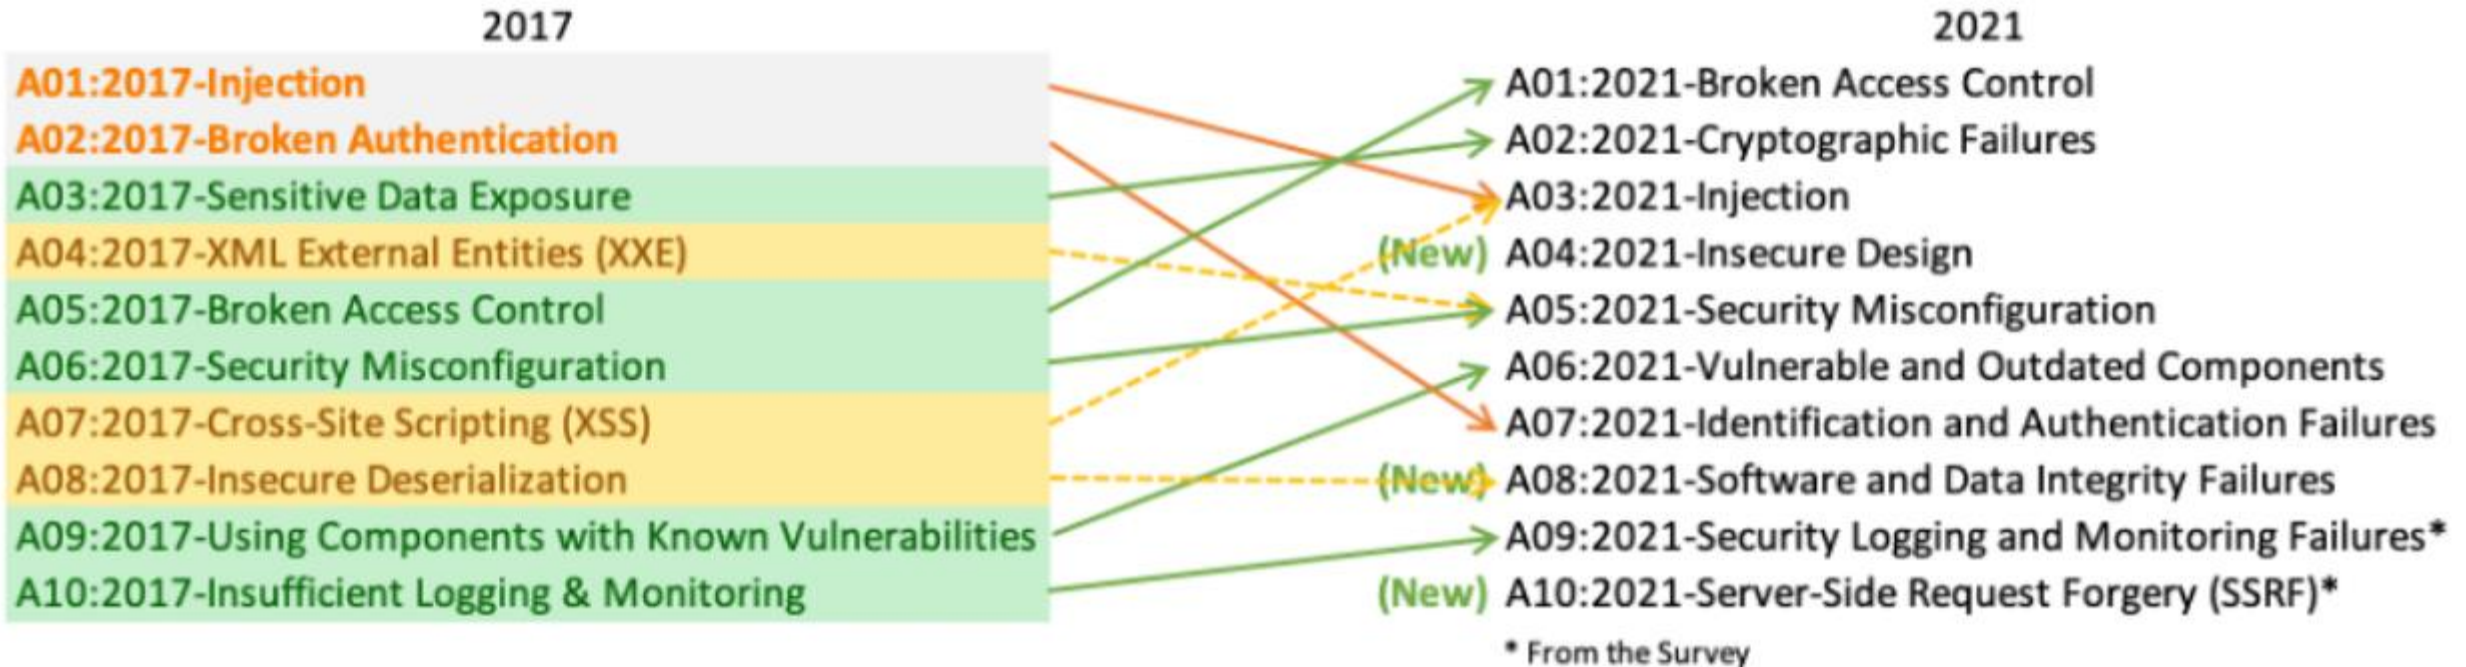 2017
A01:2017-Injection
A02:2017-Broken Authentication
A03:2017-Sensitive Data Exposure
A04:2017-XML External Entities (XXE)
A05:2017-Broken Access Control
A06:2017-Security Misconfiguration
A07:2017-Cross-Site Scripting (XSS)
A08:2017-Insecure Deserialization
A09:2017-Using Components with Known Vulnerabilities
A10:2017-Insufficient Logging & Monitoring
2021
A01:2021-Broken Access Control
A02:2021-Cryptographic Failures
A03:2021-Injection
(New) A04:2021-Insecure Design
A05:2021-Security Misconfiguration
A06:2021-Vulnerable and Outdated Components
A07:2021-Identification and Authentication Failures
(New) A08:2021-Software and Data Integrity Failures
A09:2021-Security Logging and Monitoring Failures*
(New) A10:2021-Server-Side Request Forgery (SSRF)*
* From the Survey